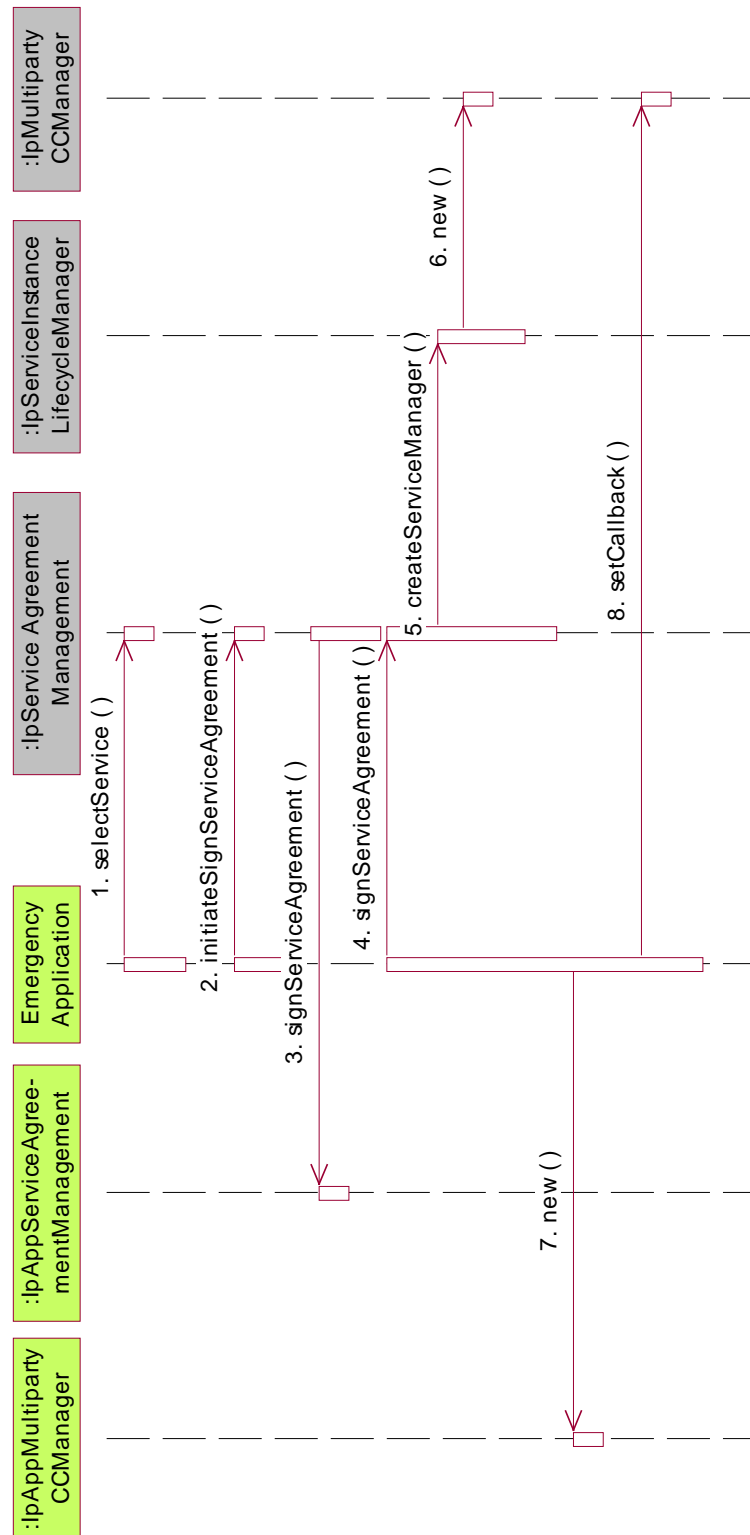 :IpAppMultiparty
CCManager
:IpAppServiceAgree-
mentManagement
Emergency
Application
:IpService Agreement
Management
:IpServiceInstance
LifecycleManager
:IpMultiparty
CCManager
1. selectService ( )
2. initiateSignServiceAgreement ( )
3. signServiceAgreement ( )
4. signServiceAgreement ( )
5. createServiceManager ( )
6. new ( )
7. new ( )
8. setCallback ( )